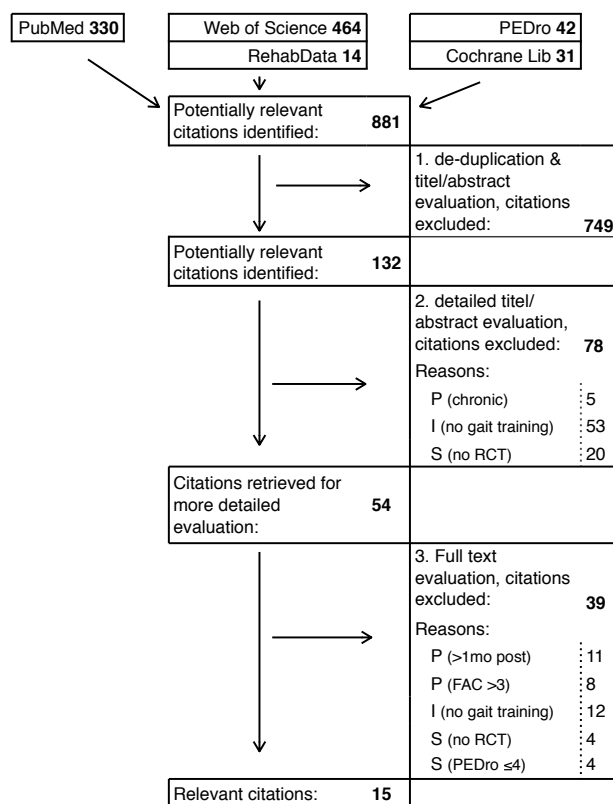 PubMed 330
Web of Science 464
RehabData 14
PEDro 42
Cochrane Lib 31
Potentially relevant
citations identified: 881
1. de-duplication &
titel/abstract
evaluation, citations
excluded: 749
Potentially relevant
citations identified: 132
2. detailed titel/
abstract evaluation,
citations excluded: 78
Reasons:
P (chronic) 5
I (no gait training) 53
S (no RCT) 20
Citations retrieved for
more detailed
evaluation: 54
3. Full text
evaluation, citations
excluded: 39
Reasons:
P (>1mo post) 11
P (FAC >3) 8
I (no gait training) 12
S (no RCT) 4
S (PEDro ≤4) 4
Relevant citations: 15